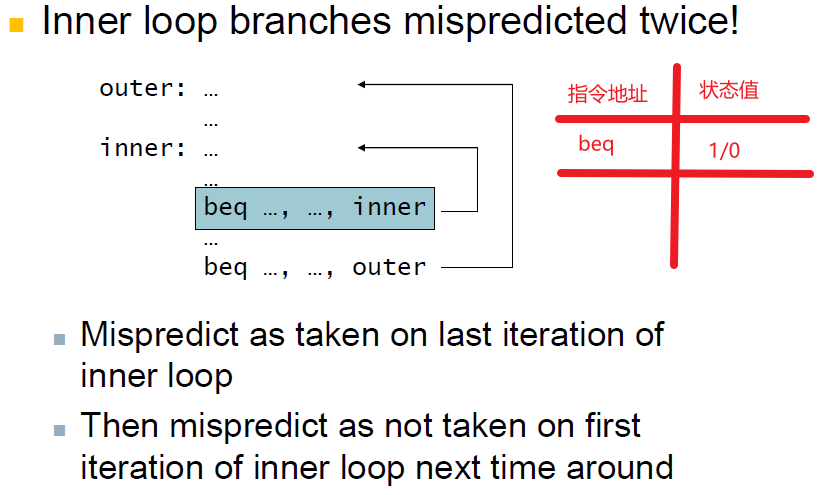 Inner loop branches mispredicted twice!
outer: …
…
inner: …
…
beq …, …, inner
…
beq …, …, outer
指令地址 状态值
beq 1/0
Mispredict as taken on last iteration of
inner loop
Then mispredict as not taken on first
iteration of inner loop next time around